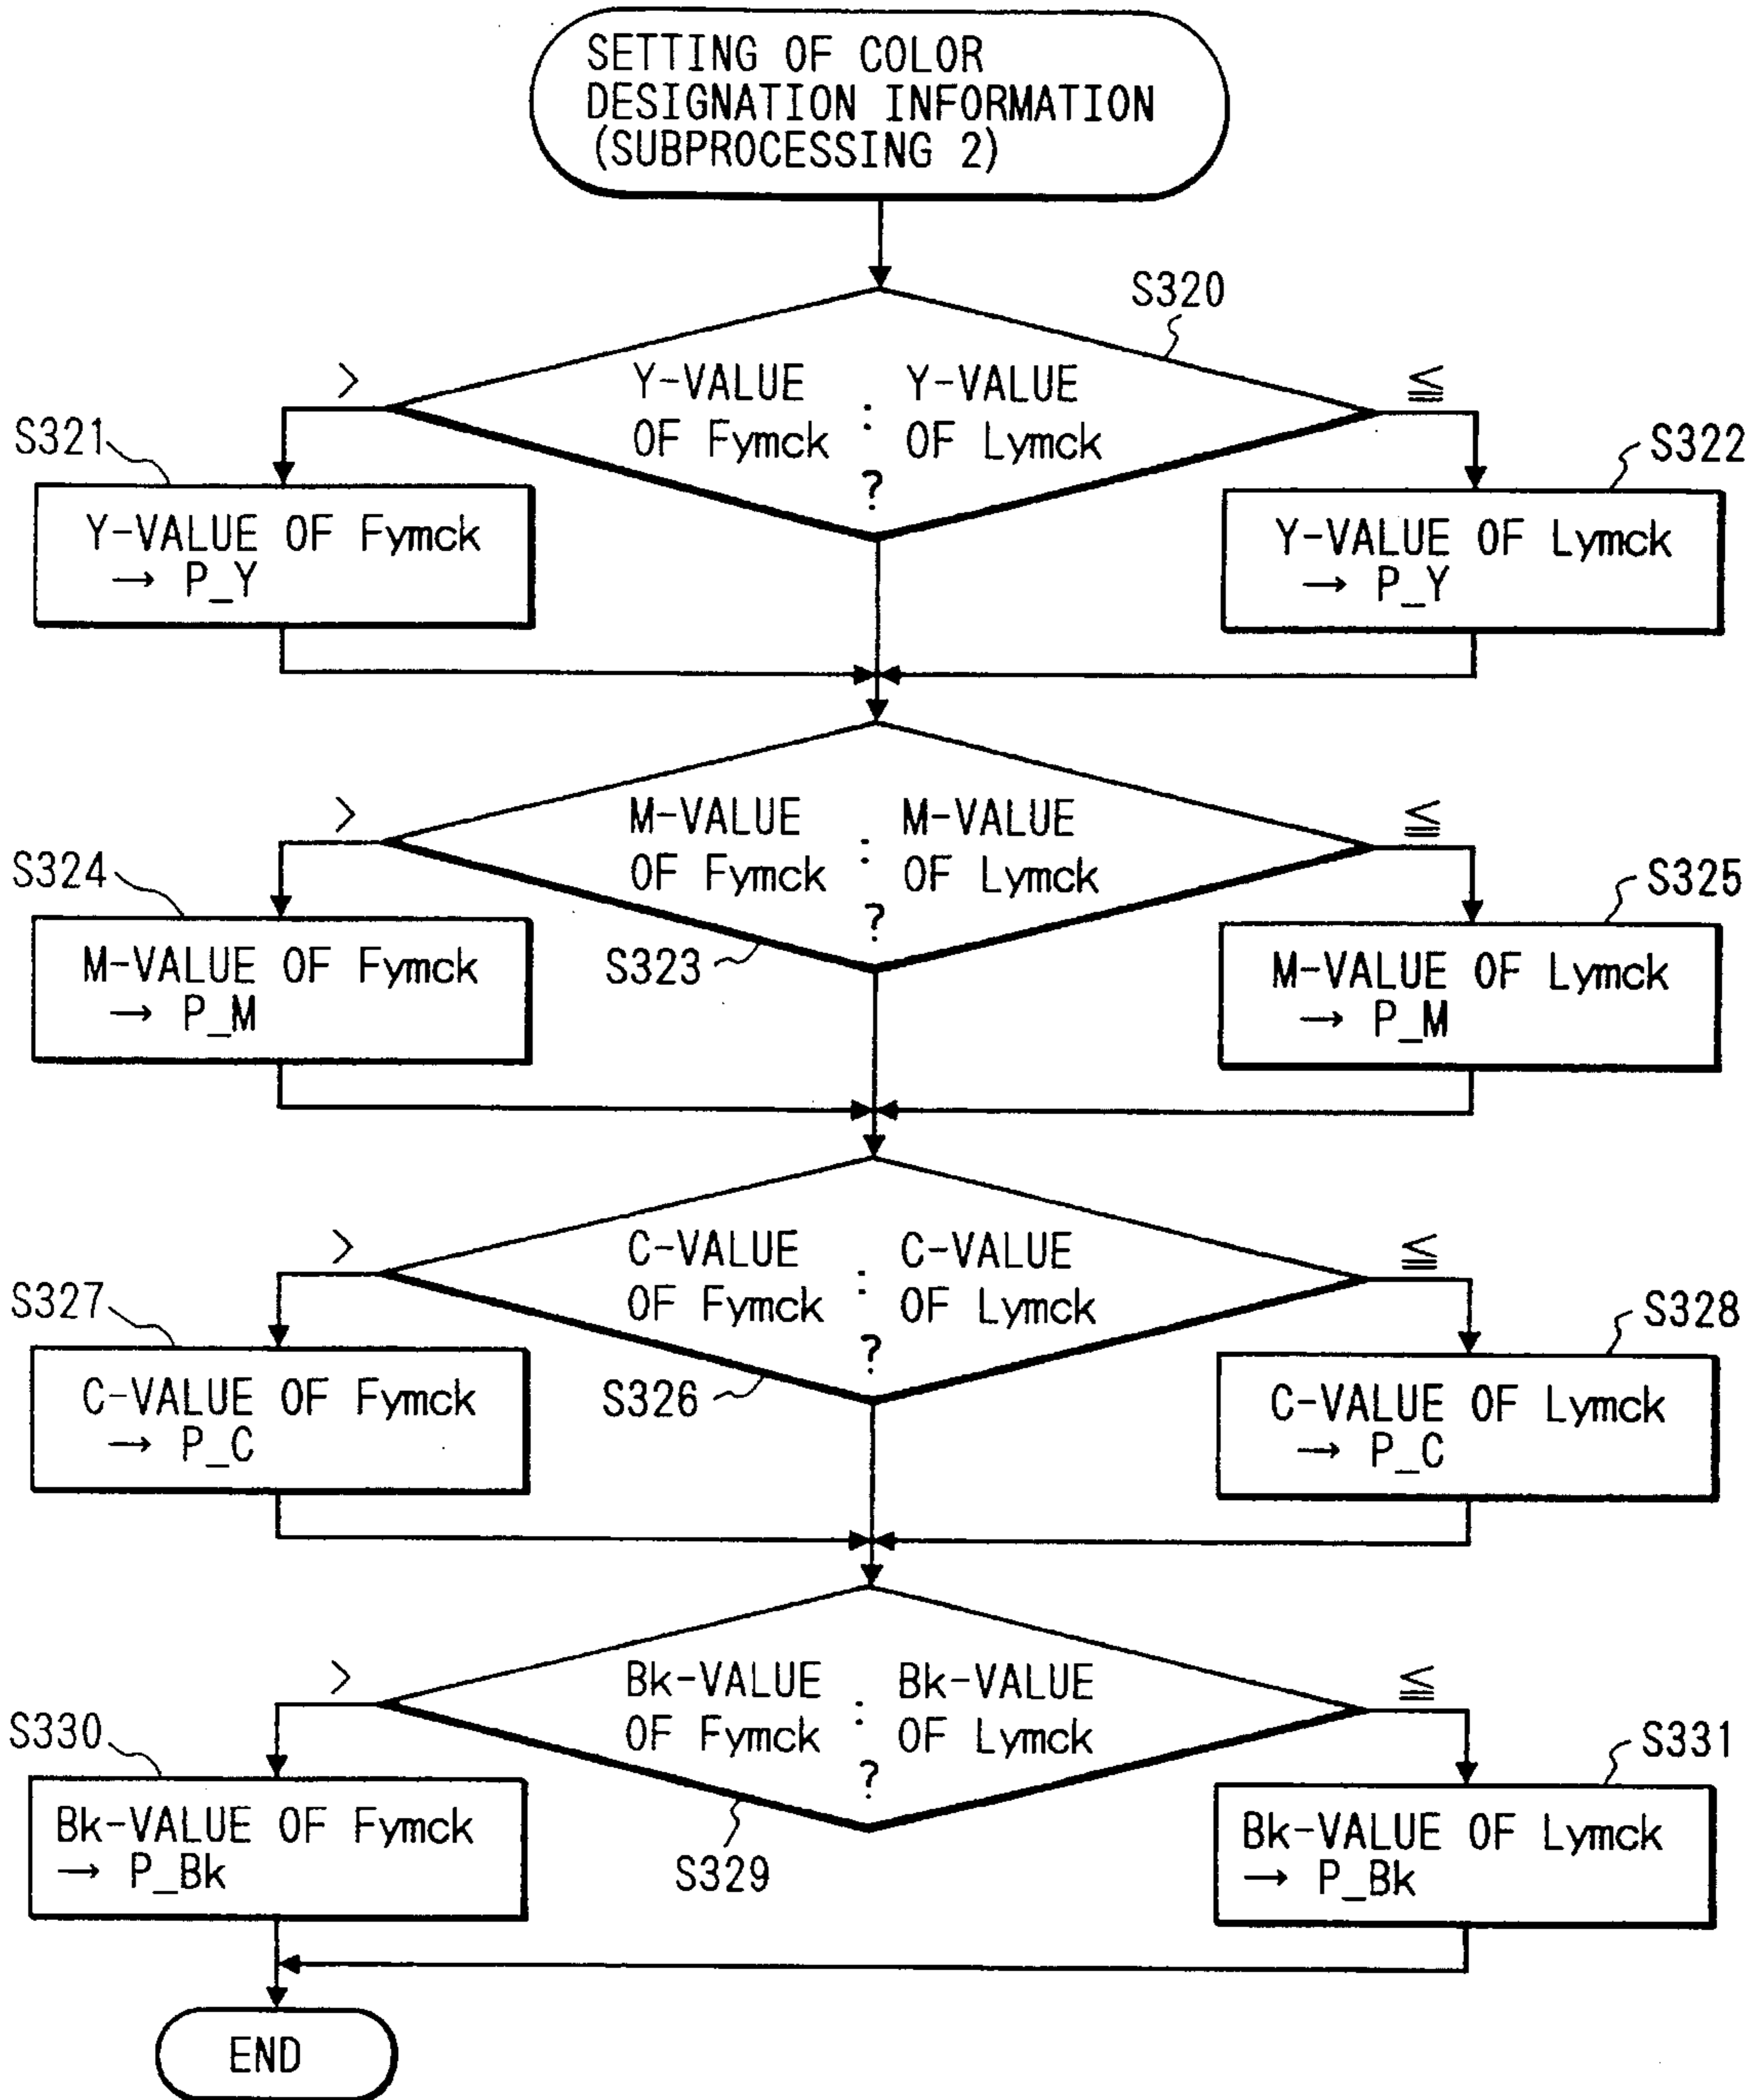 SETTING OF COLOR
DESIGNATION INFORMATION
(SUBPROCESSING 2)
S320
>
Y-VALUE OF Fymck : Y-VALUE OF Lymck
?
≦
S321
Y-VALUE OF Fymck
→ P_Y
S322
Y-VALUE OF Lymck
→ P_Y
>
M-VALUE OF Fymck : M-VALUE OF Lymck
?
≦
S323
S324
M-VALUE OF Fymck
→ P_M
S325
M-VALUE OF Lymck
→ P_M
>
C-VALUE OF Fymck : C-VALUE OF Lymck
?
≦
S326
S327
C-VALUE OF Fymck
→ P_C
S328
C-VALUE OF Lymck
→ P_C
>
Bk-VALUE OF Fymck : Bk-VALUE OF Lymck
?
≦
S329
S330
Bk-VALUE OF Fymck
→ P_Bk
S331
Bk-VALUE OF Lymck
→ P_Bk
END